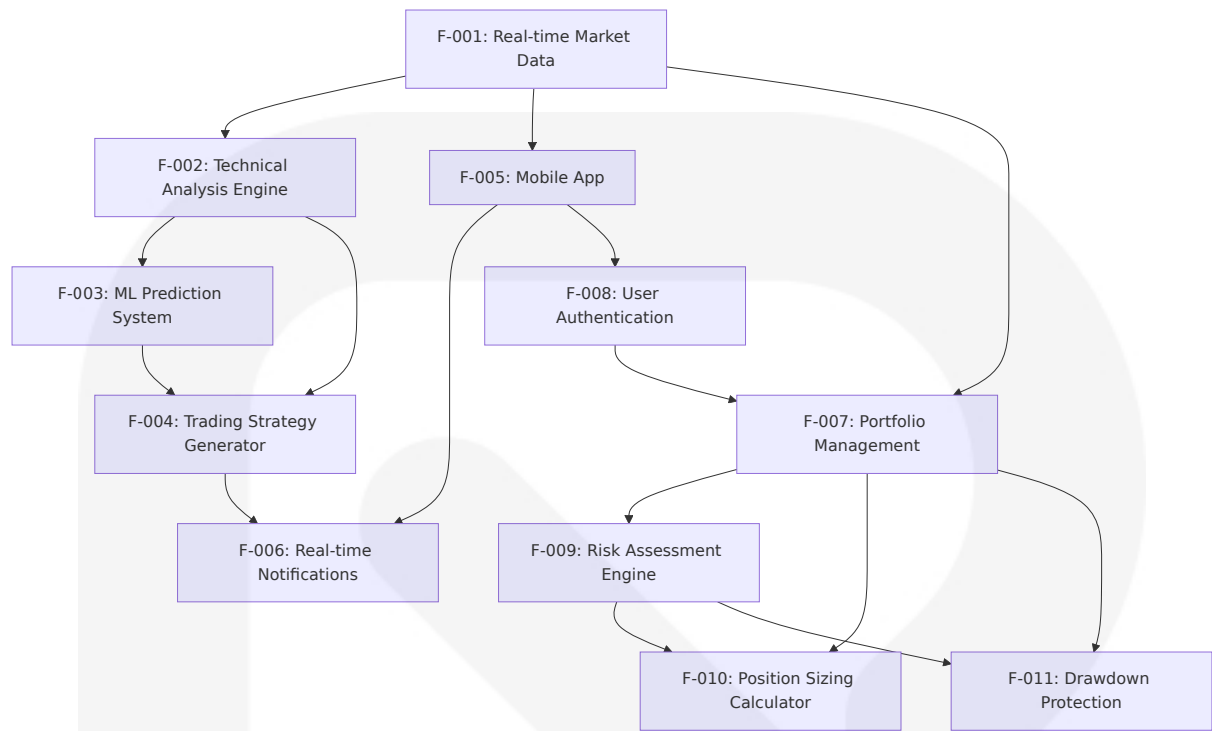 F-001: Real-time Market
Data
F-002: Technical
Analysis Engine
F-005: Mobile App
F-003: ML Prediction
System
F-008: User
Authentication
F-004: Trading Strategy
Generator
F-007: Portfolio
Management
F-006: Real-time
Notifications
F-009: Risk Assessment
Engine
F-010: Position Sizing
Calculator
F-011: Drawdown
Protection